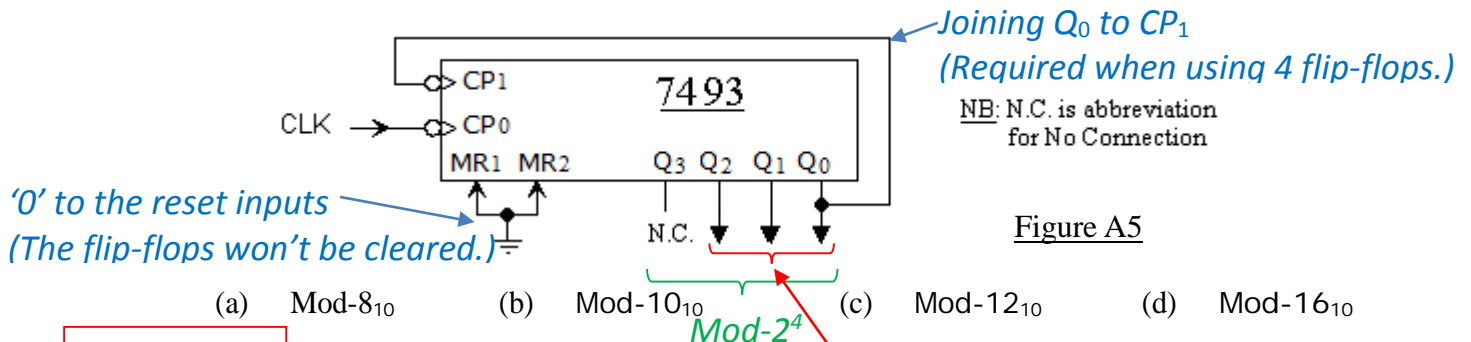 Joining Q₀ to CP₁
(Required when using 4 flip-flops.)
CP1
7493
NB: N.C. is abbreviation
for No Connection
CLK
CP0
MR1 MR2 Q3 Q2 Q1 Q0
'0' to the reset inputs
(The flip-flops won't be cleared.)
N.C.
Figure A5
(a) Mod-8₁₀ (b) Mod-10₁₀ (c) Mod-12₁₀ (d) Mod-16₁₀
Mod-2⁴